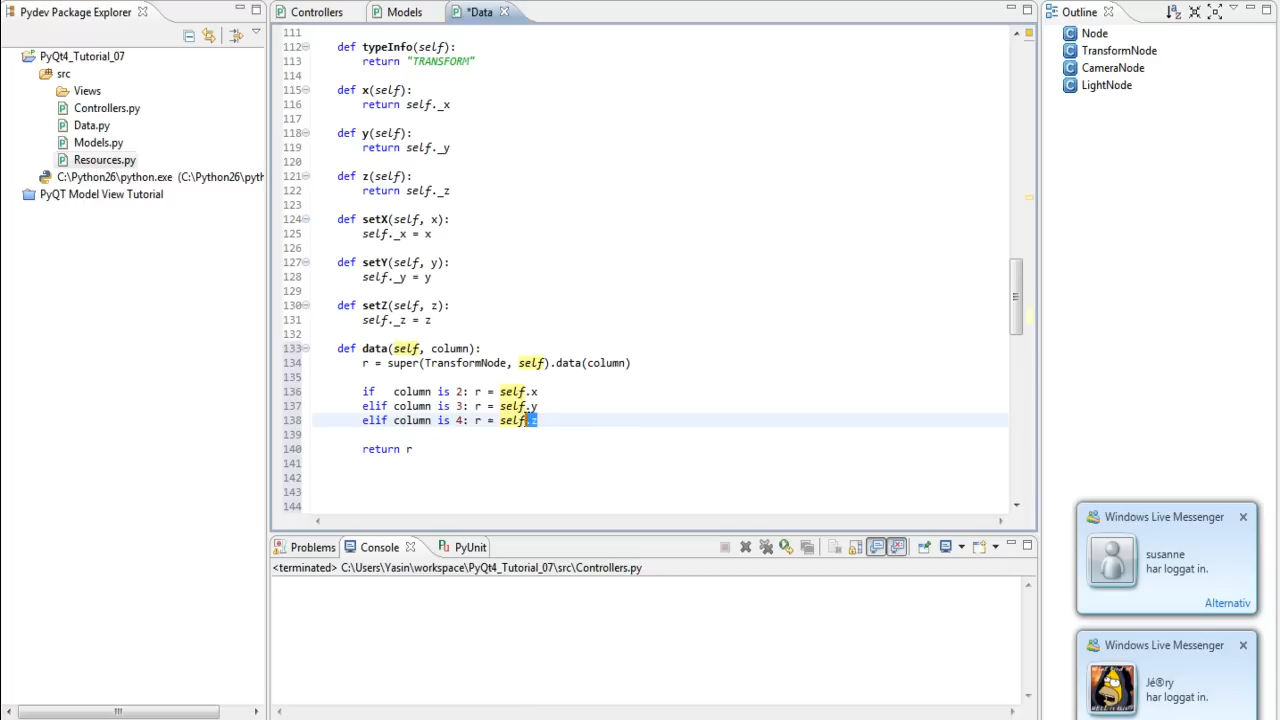 Pydev Package Explorer
PyQt4_Tutorial_07
src
Views
Controllers.py
Data.py
Models.py
Resources.py
C:\Python26\python.exe (C:\Python26\pyth
PyQT Model View Tutorial
Controllers
Models
*Data
111
112 def typeInfo(self):
113 return "TRANSFORM"
114
115 def x(self):
116 return self._x
117
118 def y(self):
119 return self._y
120
121 def z(self):
122 return self._z
123
124 def setX(self, x):
125 self._x = x
126
127 def setY(self, y):
128 self._y = y
129
130 def setZ(self, z):
131 self._z = z
132
133 def data(self, column):
134 r = super(TransformNode, self).data(column)
135
136 if column is 2: r = self.x
137 elif column is 3: r = self.y
138 elif column is 4: r = self.z
139
140 return r
141
142
143
144
Problems
Console
PyUnit
<terminated> C:\Users\Yasin\workspace\PyQt4_Tutorial_07\src\Controllers.py
Outline
Node
TransformNode
CameraNode
LightNode
Windows Live Messenger
susanne
har loggat in.
Alternativ
Windows Live Messenger
Jé®ry
har loggat in.